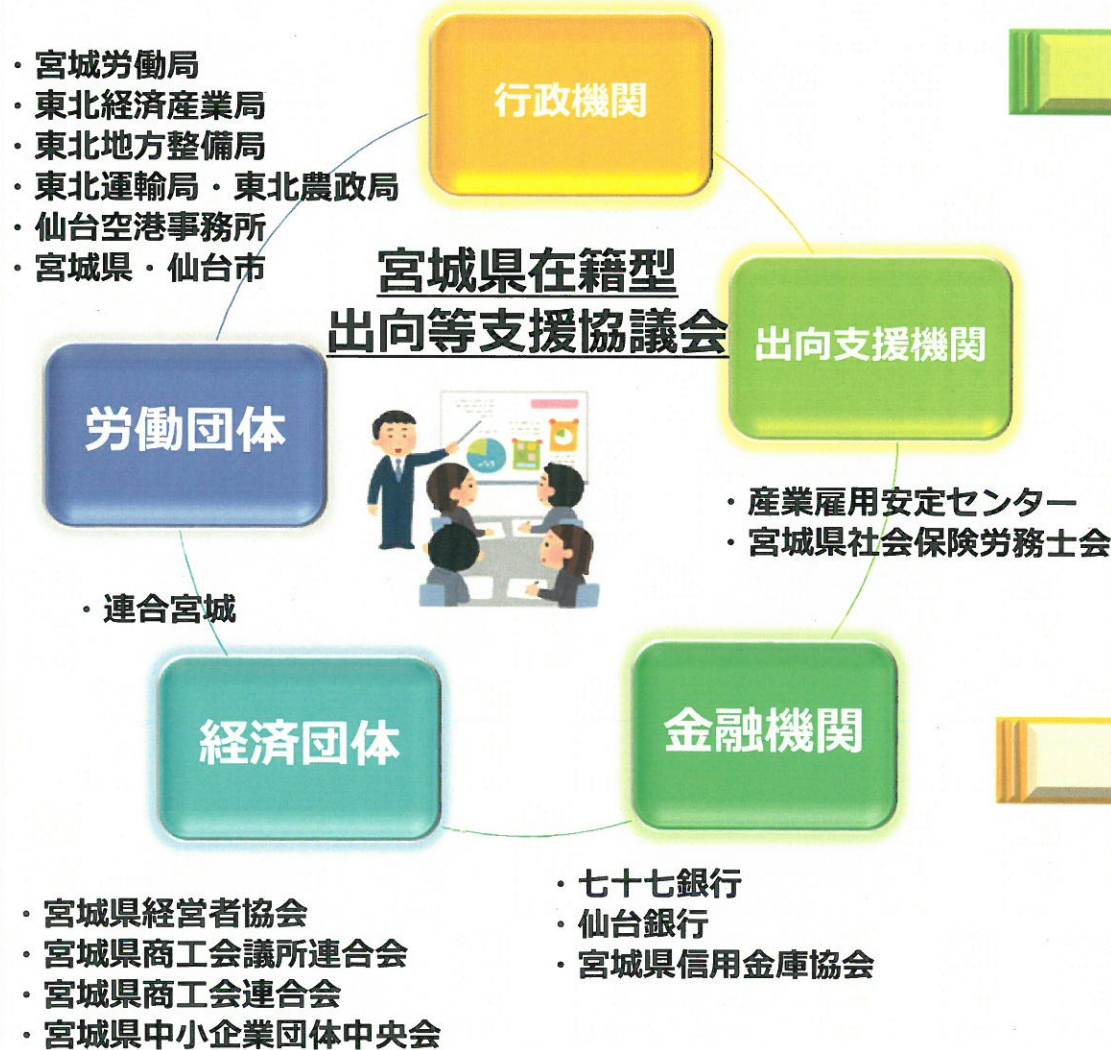 行政機関
・宮城労働局
・東北経済産業局
・東北地方整備局
・東北運輸局・東北農政局
・仙台空港事務所
・宮城県・仙台市
宮城県在籍型
出向等支援協議会
出向支援機関
・産業雇用安定センター
・宮城県社会保険労務士会
労働団体
・連合宮城
経済団体
・宮城県経営者協会
・宮城県商工会議所連合会
・宮城県商工会連合会
・宮城県中小企業団体中央会
金融機関
・七十七銀行
・仙台銀行
・宮城県信用金庫協会